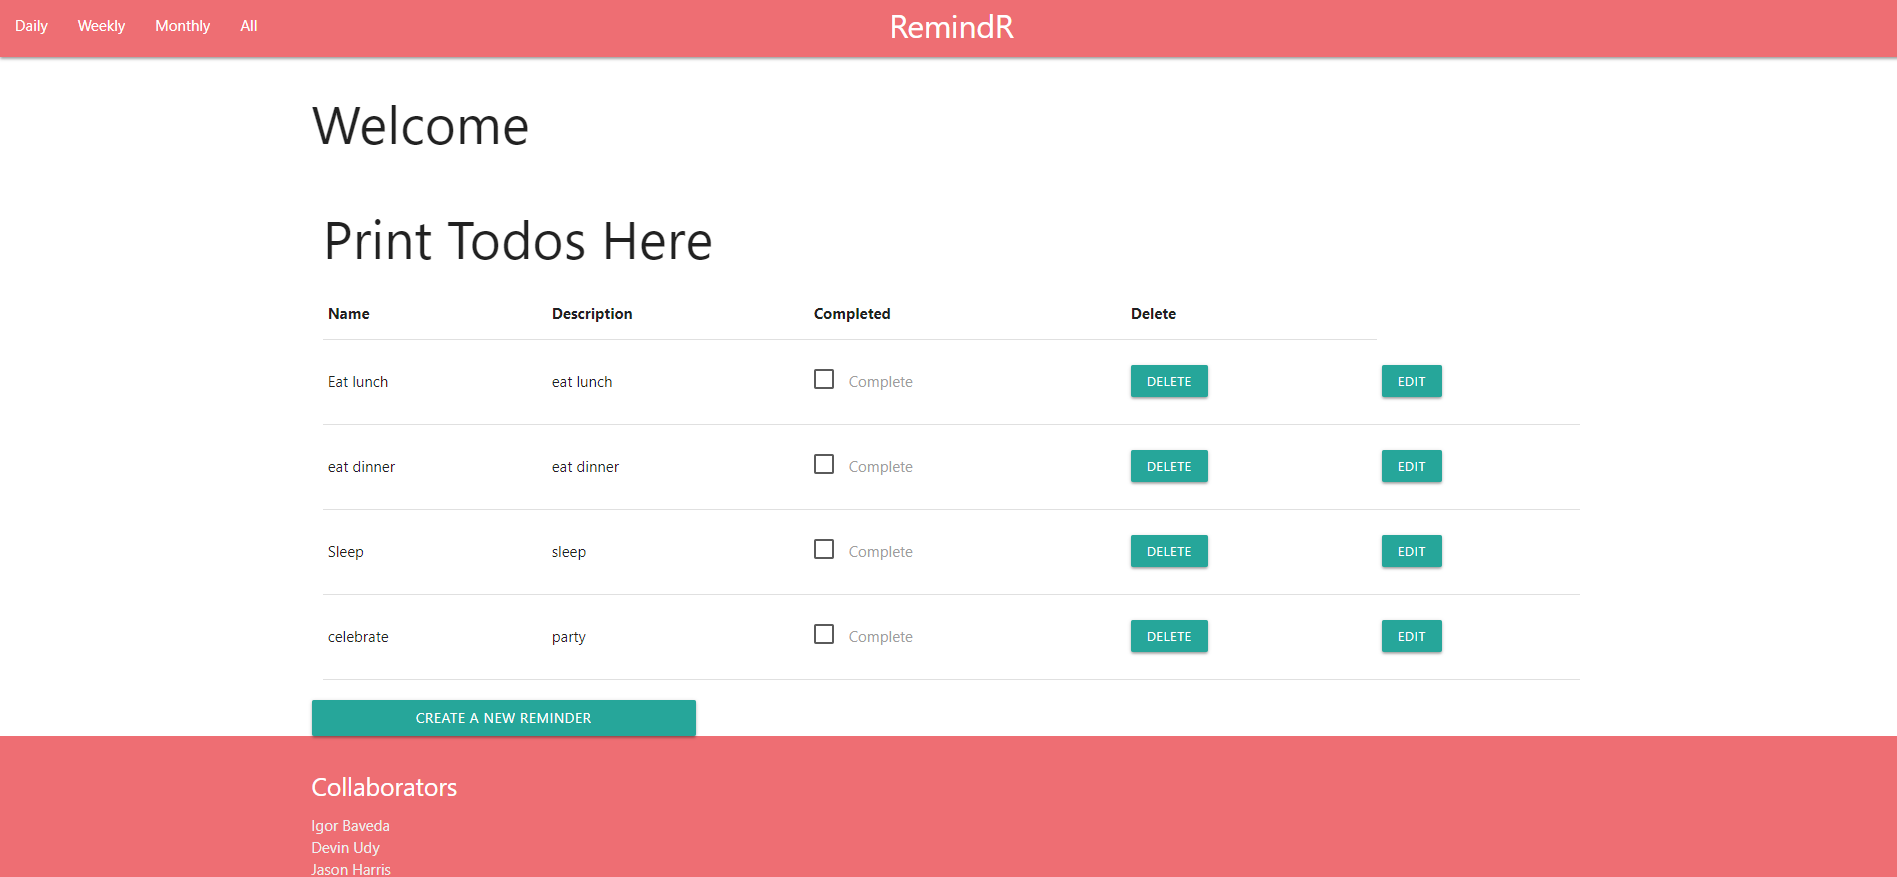 Daily Weekly Monthly All RemindR
Welcome
Print Todos Here
Name Description Completed Delete
Eat lunch eat lunch Complete DELETE EDIT
eat dinner eat dinner Complete DELETE EDIT
Sleep sleep Complete DELETE EDIT
celebrate party Complete DELETE EDIT
CREATE A NEW REMINDER
Collaborators
Igor Baveda
Devin Udy
Jason Harris